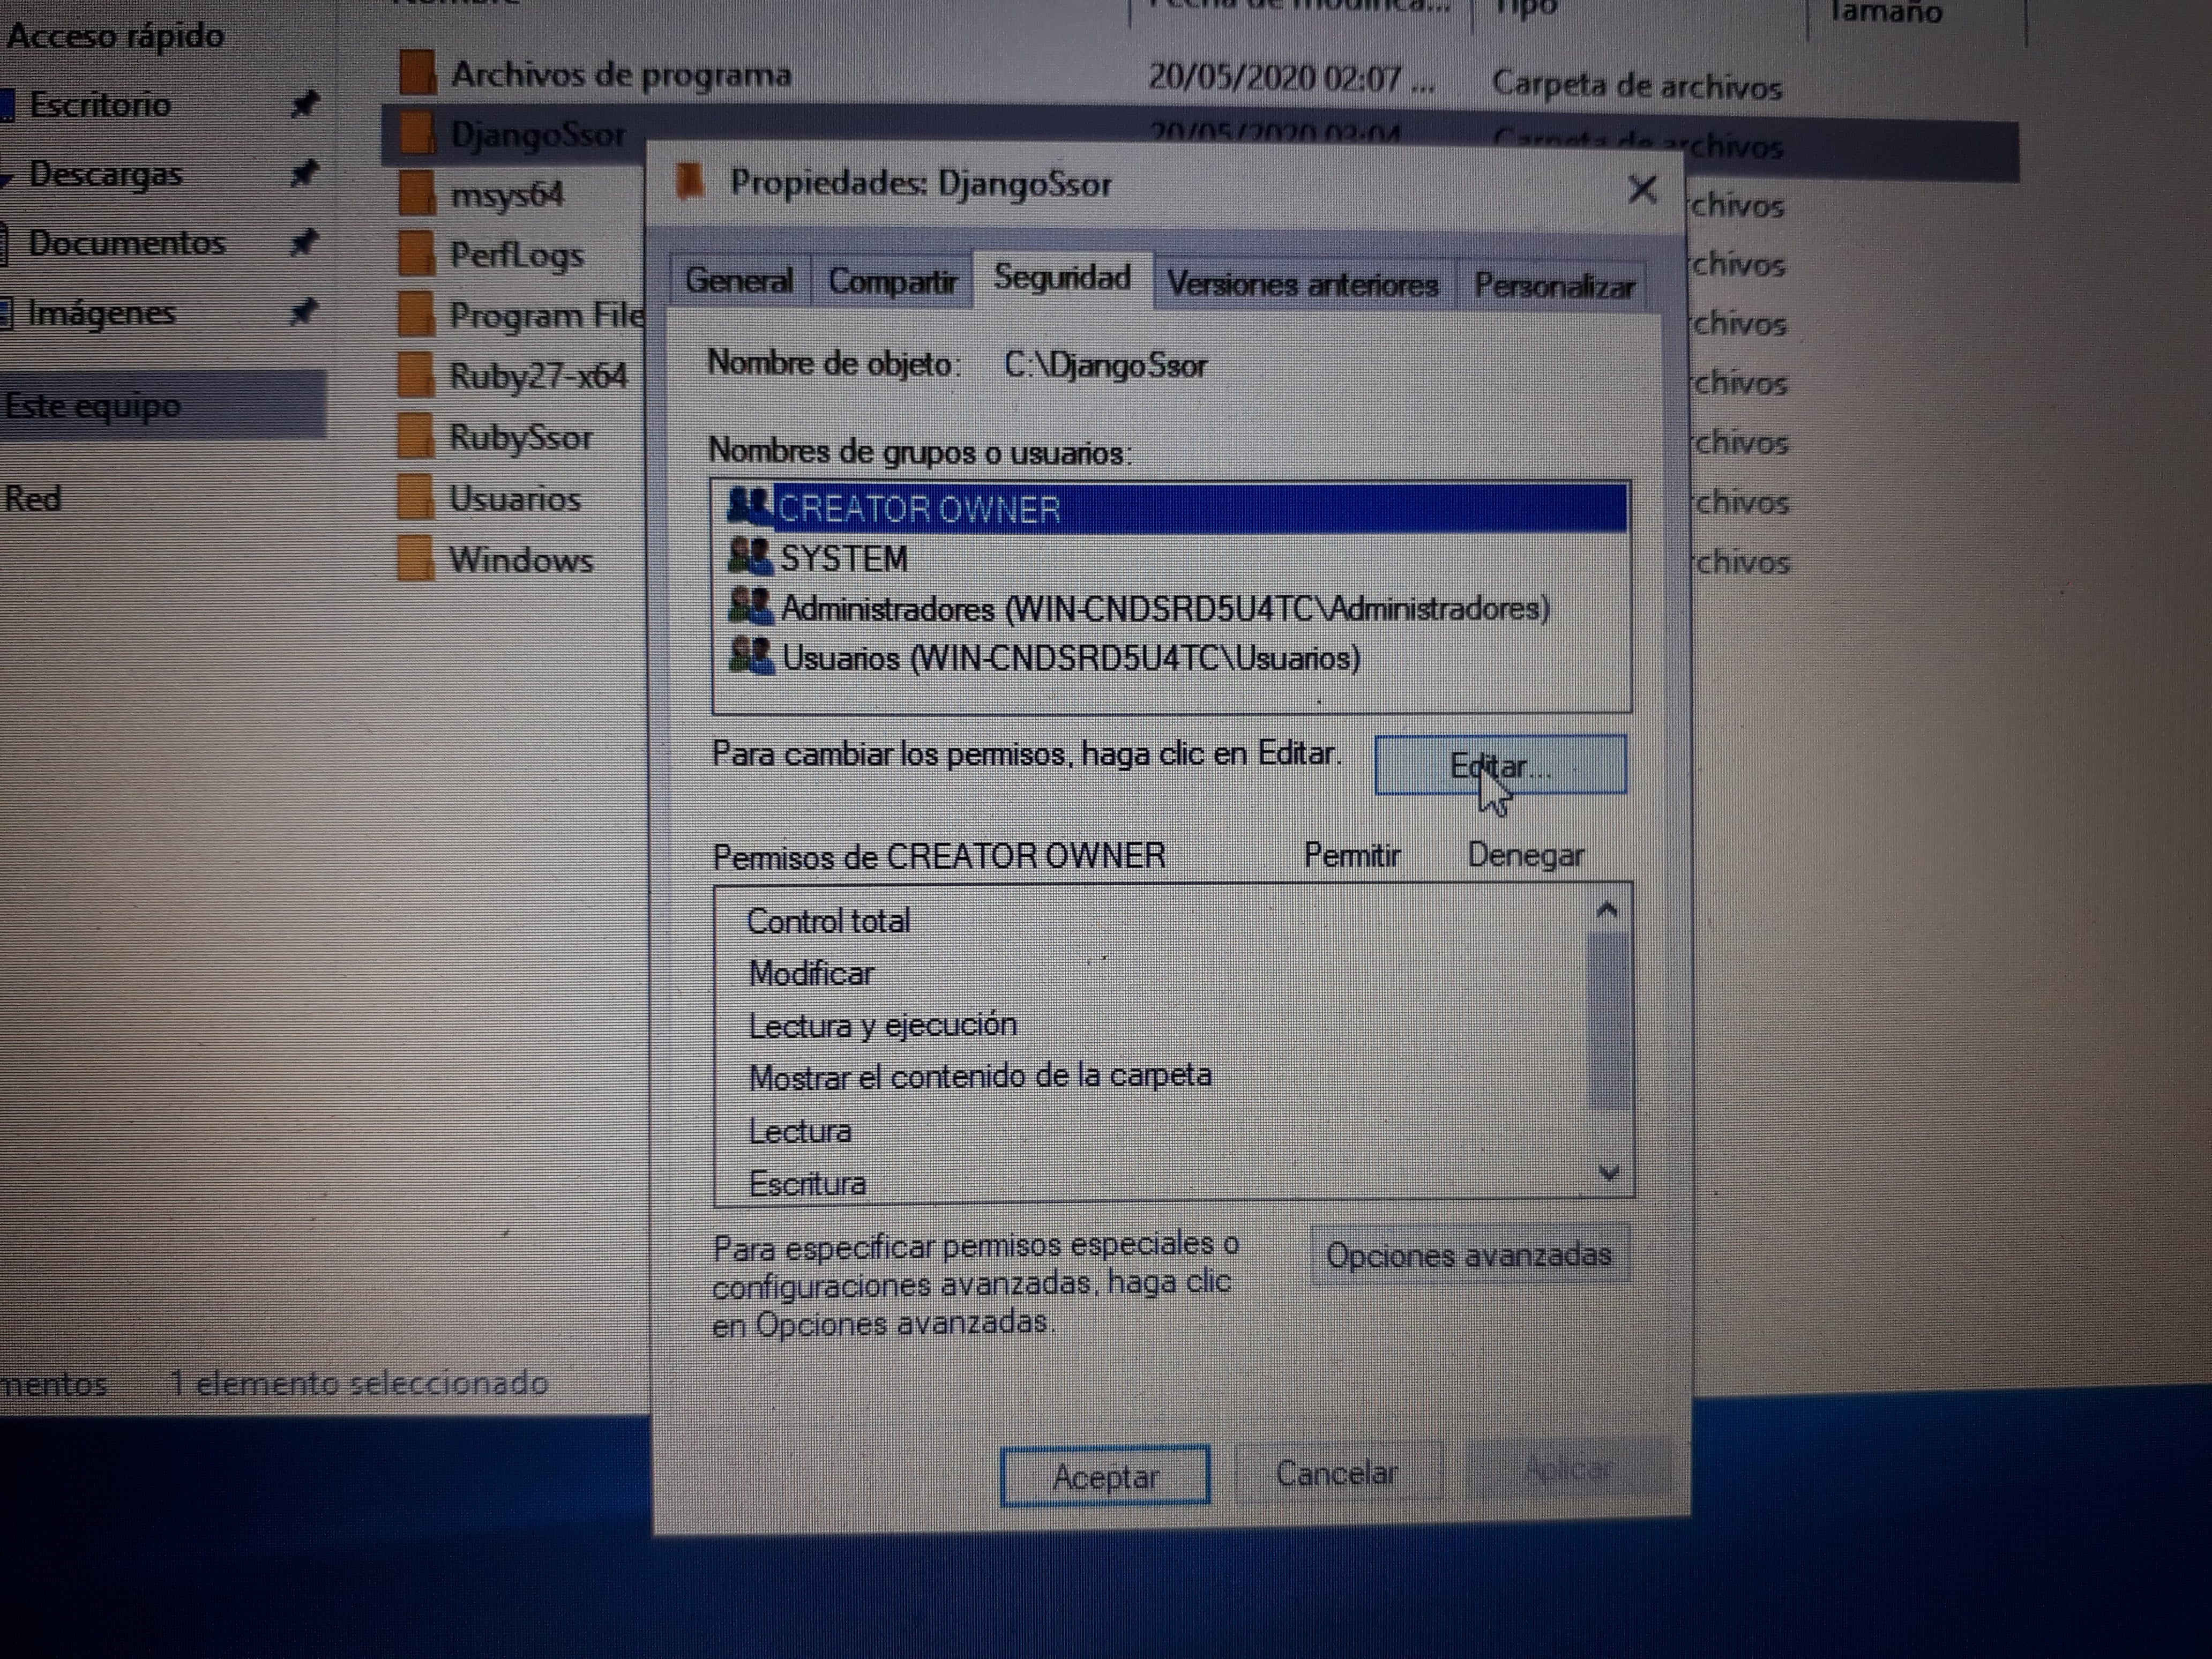 Acceso rápido
Escritorio
Descargas
Documentos
Imágenes
Este equipo
Red
Tipo
Tamaño
Archivos de programa 20/05/2020 02:07 ... Carpeta de archivos
DjangoSsor 20/05/2020 02:04 Carpeta de archivos
msys64
PerfLogs
Program File
Ruby27-x64
RubySsor
Usuarios
Windows
chivos
chivos
chivos
chivos
chivos
chivos
chivos
Propiedades: DjangoSsor
General Compartir Seguridad Versiones anteriores Personalizar
Nombre de objeto: C:\DjangoSsor
Nombres de grupos o usuarios:
CREATOR OWNER
SYSTEM
Administradores (WIN-CNDSRD5U4TC\Administradores)
Usuarios (WIN-CNDSRD5U4TC\Usuarios)
Para cambiar los permisos, haga clic en Editar. Editar...
Permisos de CREATOR OWNER Permitir Denegar
Control total
Modificar
Lectura y ejecución
Mostrar el contenido de la carpeta
Lectura
Escritura
Para especificar permisos especiales o
configuraciones avanzadas, haga clic
en Opciones avanzadas.
Opciones avanzadas
mentos 1 elemento seleccionado
Aceptar Cancelar Aplicar